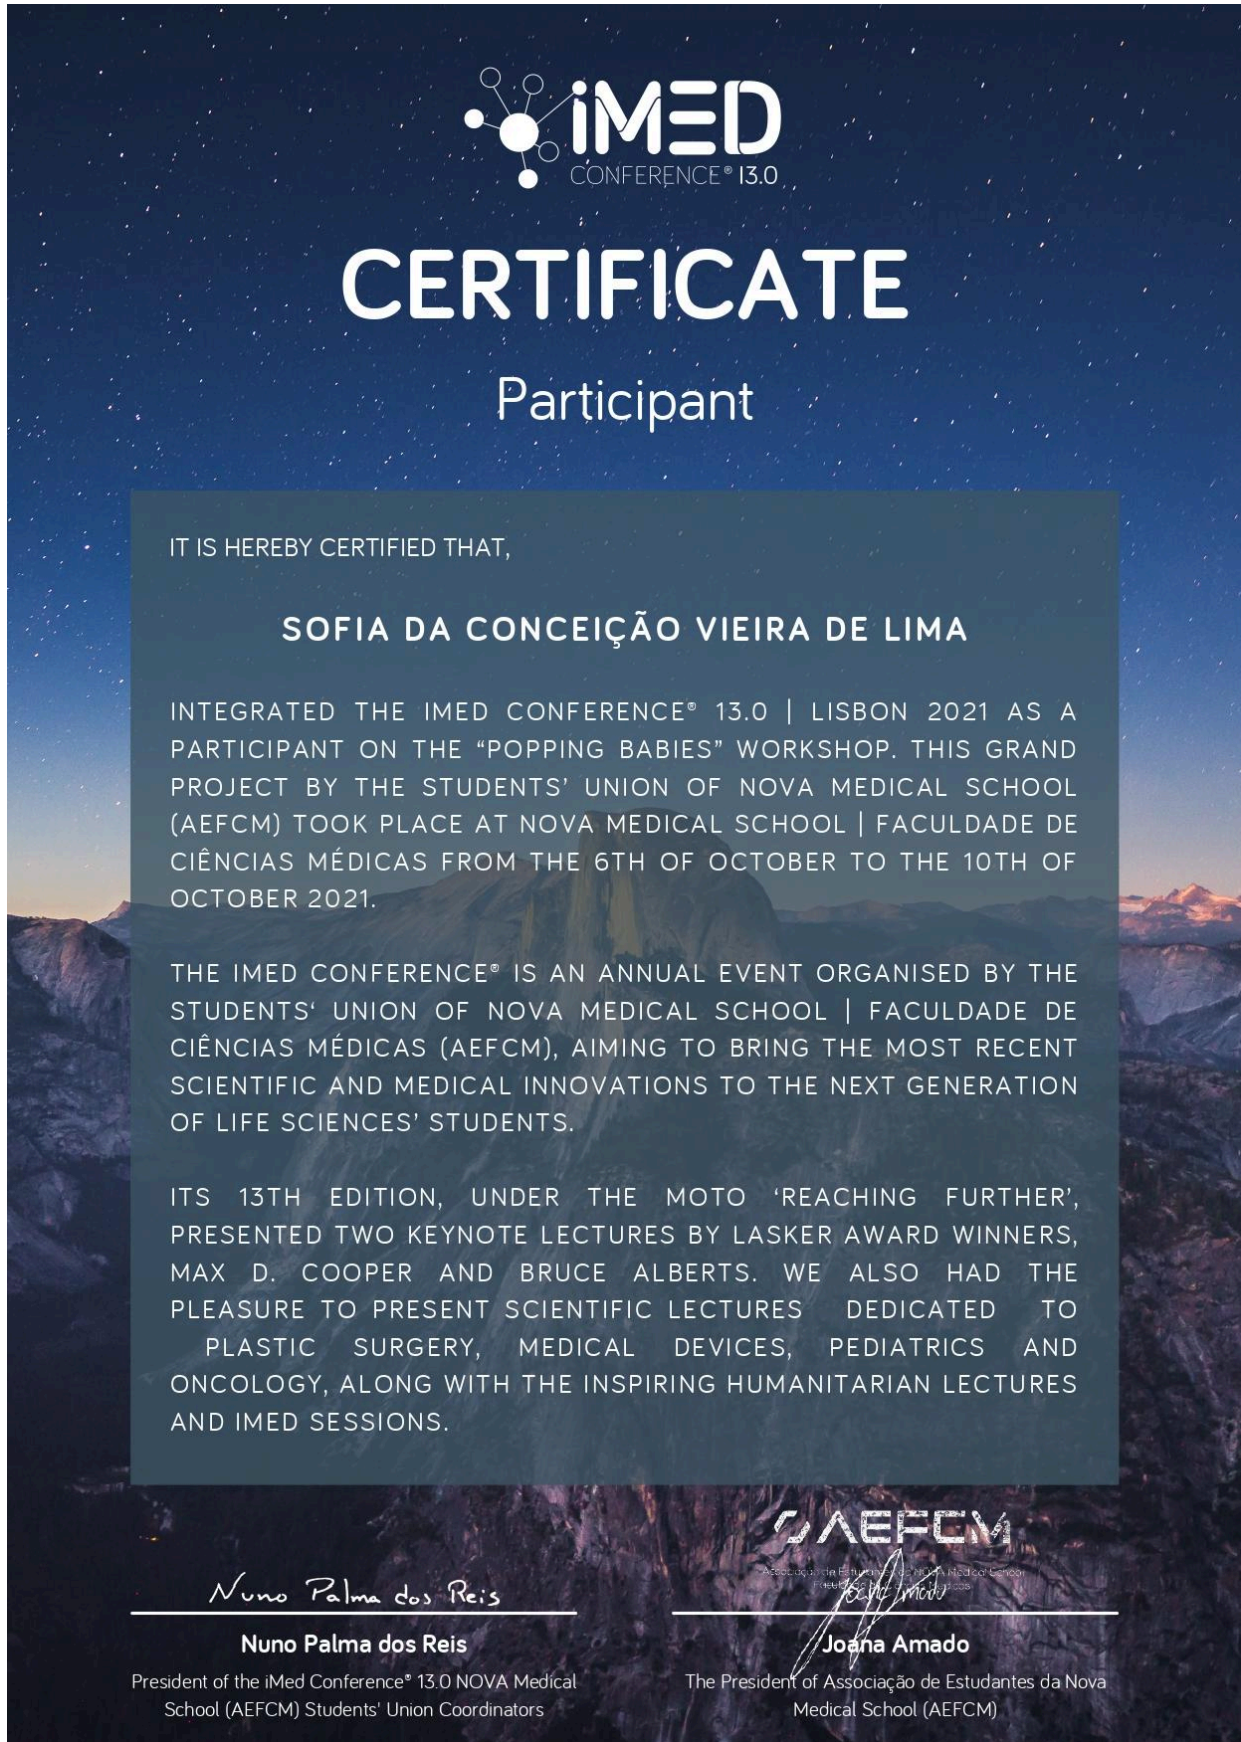 iMED
CONFERENCE® 13.0
CERTIFICATE
Participant
IT IS HEREBY CERTIFIED THAT,
SOFIA DA CONCEIÇÃO VIEIRA DE LIMA
INTEGRATED THE IMED CONFERENCE® 13.0 | LISBON 2021 AS A
PARTICIPANT ON THE “POPPING BABIES” WORKSHOP. THIS GRAND
PROJECT BY THE STUDENTS’ UNION OF NOVA MEDICAL SCHOOL
(AEFCM) TOOK PLACE AT NOVA MEDICAL SCHOOL | FACULDADE DE
CIÊNCIAS MÉDICAS FROM THE 6TH OF OCTOBER TO THE 10TH OF
OCTOBER 2021.
THE IMED CONFERENCE® IS AN ANNUAL EVENT ORGANISED BY THE
STUDENTS‘ UNION OF NOVA MEDICAL SCHOOL | FACULDADE DE
CIÊNCIAS MÉDICAS (AEFCM), AIMING TO BRING THE MOST RECENT
SCIENTIFIC AND MEDICAL INNOVATIONS TO THE NEXT GENERATION
OF LIFE SCIENCES’ STUDENTS.
ITS 13TH EDITION, UNDER THE MOTO ‘REACHING FURTHER’,
PRESENTED TWO KEYNOTE LECTURES BY LASKER AWARD WINNERS,
MAX D. COOPER AND BRUCE ALBERTS. WE ALSO HAD THE
PLEASURE TO PRESENT SCIENTIFIC LECTURES DEDICATED TO
PLASTIC SURGERY, MEDICAL DEVICES, PEDIATRICS AND
ONCOLOGY, ALONG WITH THE INSPIRING HUMANITARIAN LECTURES
AND IMED SESSIONS.
AEFCM
Associação de Estudantes da NOVA Medical School
Nuno Palma dos Reis
Nuno Palma dos Reis
President of the iMed Conference® 13.0 NOVA Medical
School (AEFCM) Students' Union Coordinators
Joana Amado
The President of Associação de Estudantes da Nova
Medical School (AEFCM)